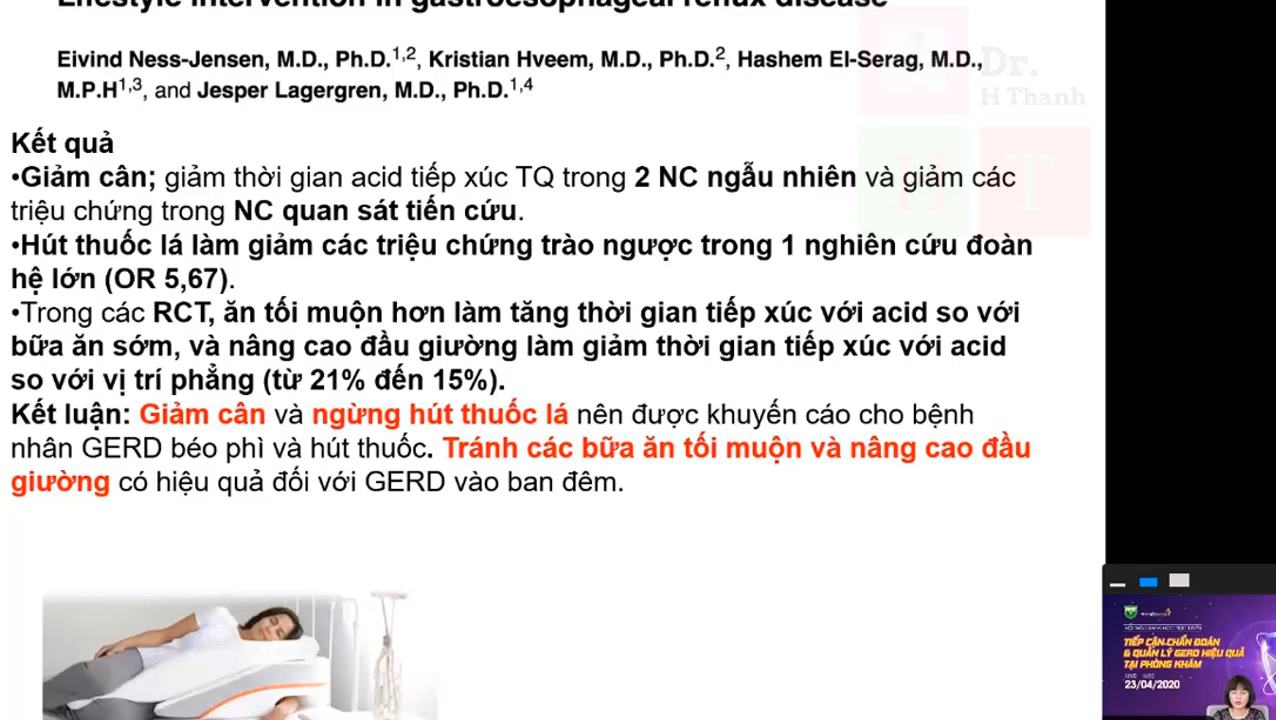 Lifestyle intervention in gastroesophageal reflux disease
Eivind Ness-Jensen, M.D., Ph.D.1,2, Kristian Hveem, M.D., Ph.D.2, Hashem El-Serag, M.D.,
M.P.H1,3, and Jesper Lagergren, M.D., Ph.D.1,4
Dr.
H Thanh
H T
Kết quả
•Giảm cân; giảm thời gian acid tiếp xúc TQ trong 2 NC ngẫu nhiên và giảm các
triệu chứng trong NC quan sát tiến cứu.
•Hút thuốc lá làm giảm các triệu chứng trào ngược trong 1 nghiên cứu đoàn
hệ lớn (OR 5,67).
•Trong các RCT, ăn tối muộn hơn làm tăng thời gian tiếp xúc với acid so với
bữa ăn sớm, và nâng cao đầu giường làm giảm thời gian tiếp xúc với acid
so với vị trí phẳng (từ 21% đến 15%).
Kết luận: Giảm cân và ngừng hút thuốc lá nên được khuyến cáo cho bệnh
nhân GERD béo phì và hút thuốc. Tránh các bữa ăn tối muộn và nâng cao đầu
giường có hiệu quả đối với GERD vào ban đêm.
TIẾP CẬN CHẨN ĐOÁN
& QUẢN LÝ GERD HIỆU QUẢ
TẠI PHÒNG KHÁM
23/04/2020